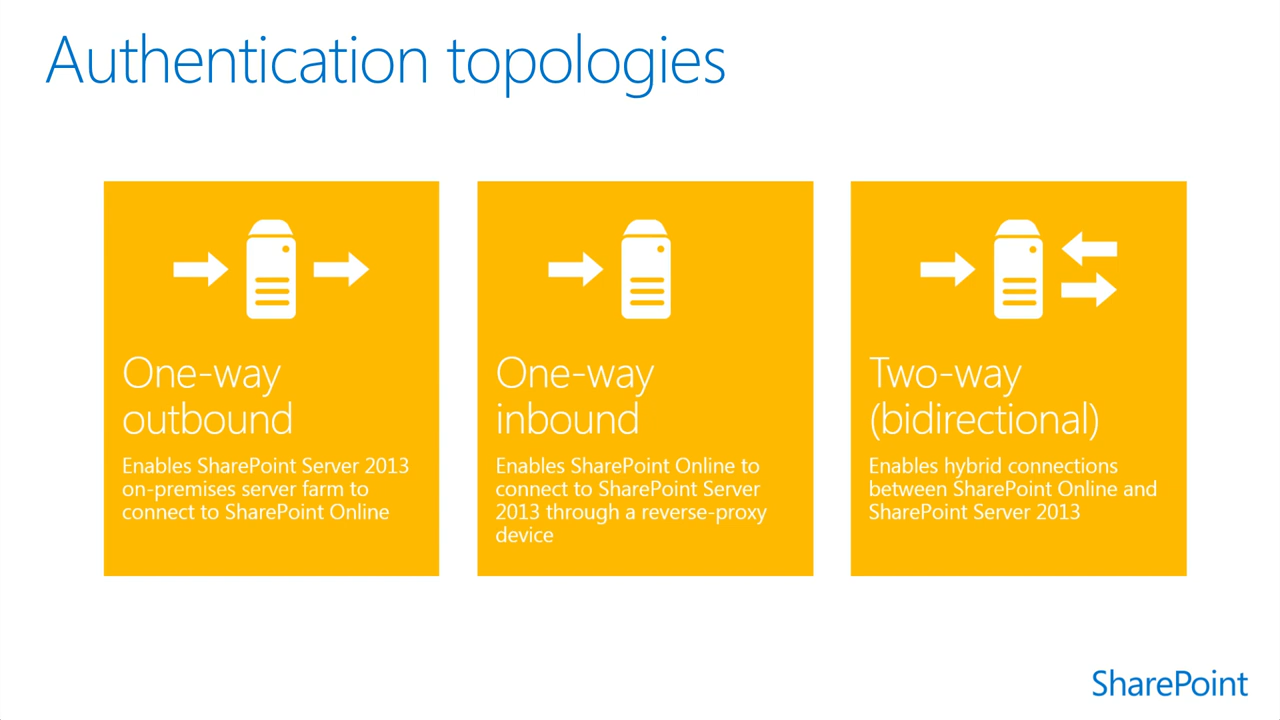 Authentication topologies
One-way
outbound
Enables SharePoint Server 2013
on-premises server farm to
connect to SharePoint Online
One-way
inbound
Enables SharePoint Online to
connect to SharePoint Server
2013 through a reverse-proxy
device
Two-way
(bidirectional)
Enables hybrid connections
between SharePoint Online and
SharePoint Server 2013
SharePoint